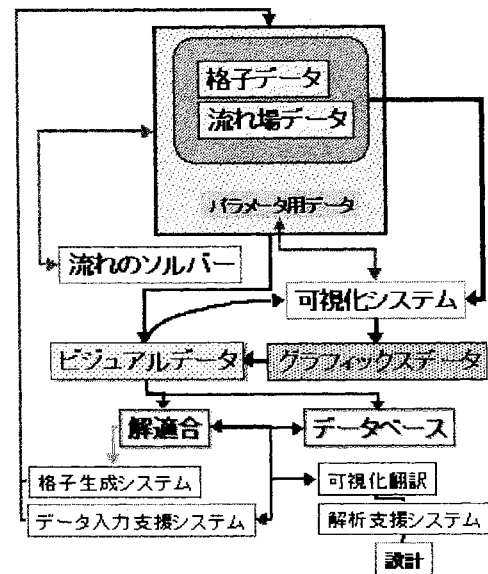 格子データ
流れ場データ
パラメータ用データ
流れのソルバー
可視化システム
ビジュアルデータ
グラフィックスデータ
解適合
データベース
格子生成システム
可視化翻訳
データ入力支援システム
解析支援システム
設計